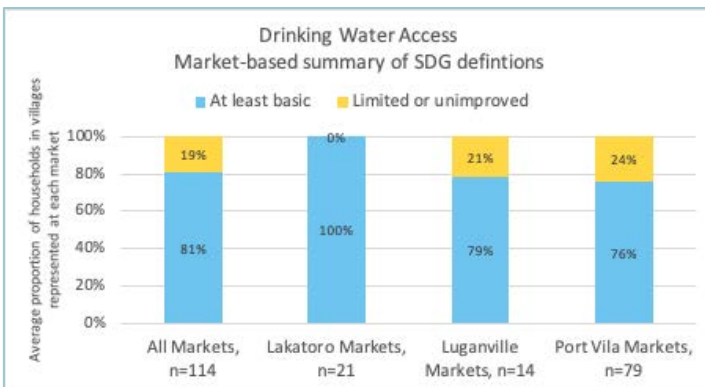 Drinking Water Access
Market-based summary of SDG defintions
At least basic Limited or unimproved
Average proportion of households in villages
represented at each market
100%
80%
60%
40%
20%
0%
19% 0% 21% 24%
81% 100% 79% 76%
All Markets, Lakatoro Markets, Luganville Port Vila Markets,
n=114 n=21 Markets, n=14 n=79